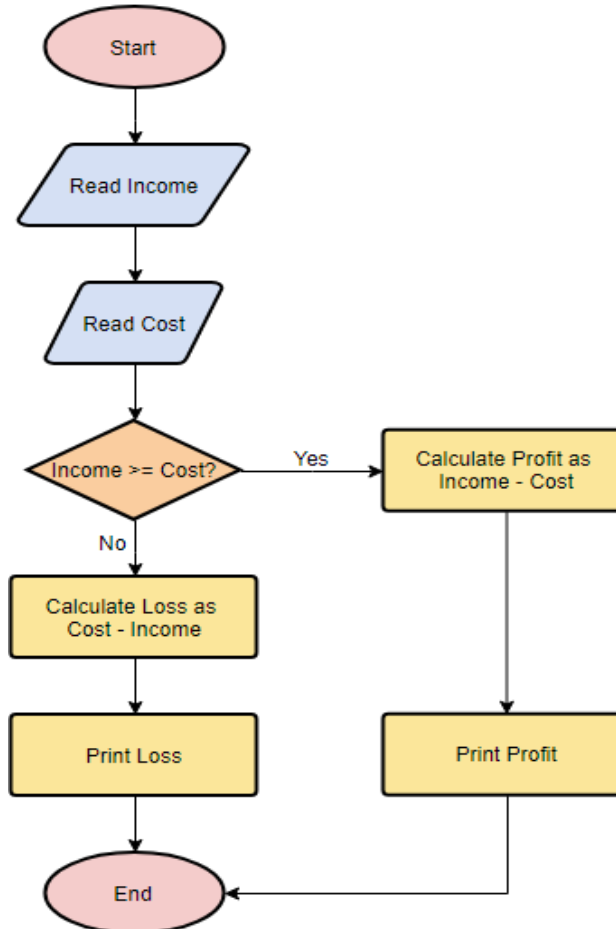 Start
Read Income
Read Cost
Income >= Cost?
Yes
Calculate Profit as
Income - Cost
No
Calculate Loss as
Cost - Income
Print Loss
Print Profit
End